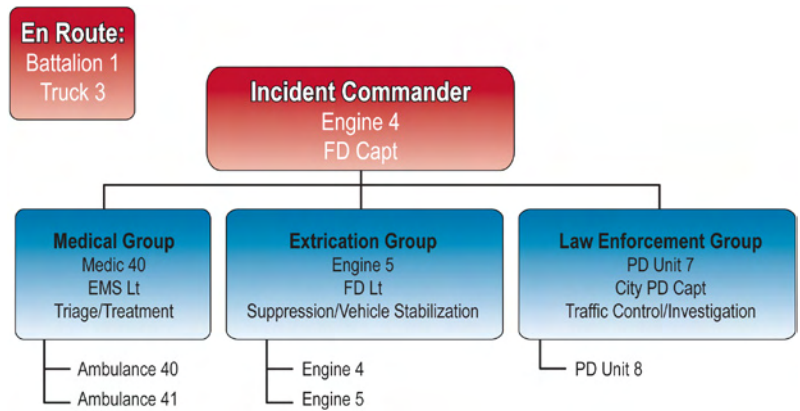 En Route:
Battalion 1
Truck 3
Incident Commander
Engine 4
FD Capt
Medical Group
Medic 40
EMS Lt
Triage/Treatment
Ambulance 40
Ambulance 41
Extrication Group
Engine 5
FD Lt
Suppression/Vehicle Stabilization
Engine 4
Engine 5
Law Enforcement Group
PD Unit 7
City PD Capt
Traffic Control/Investigation
PD Unit 8